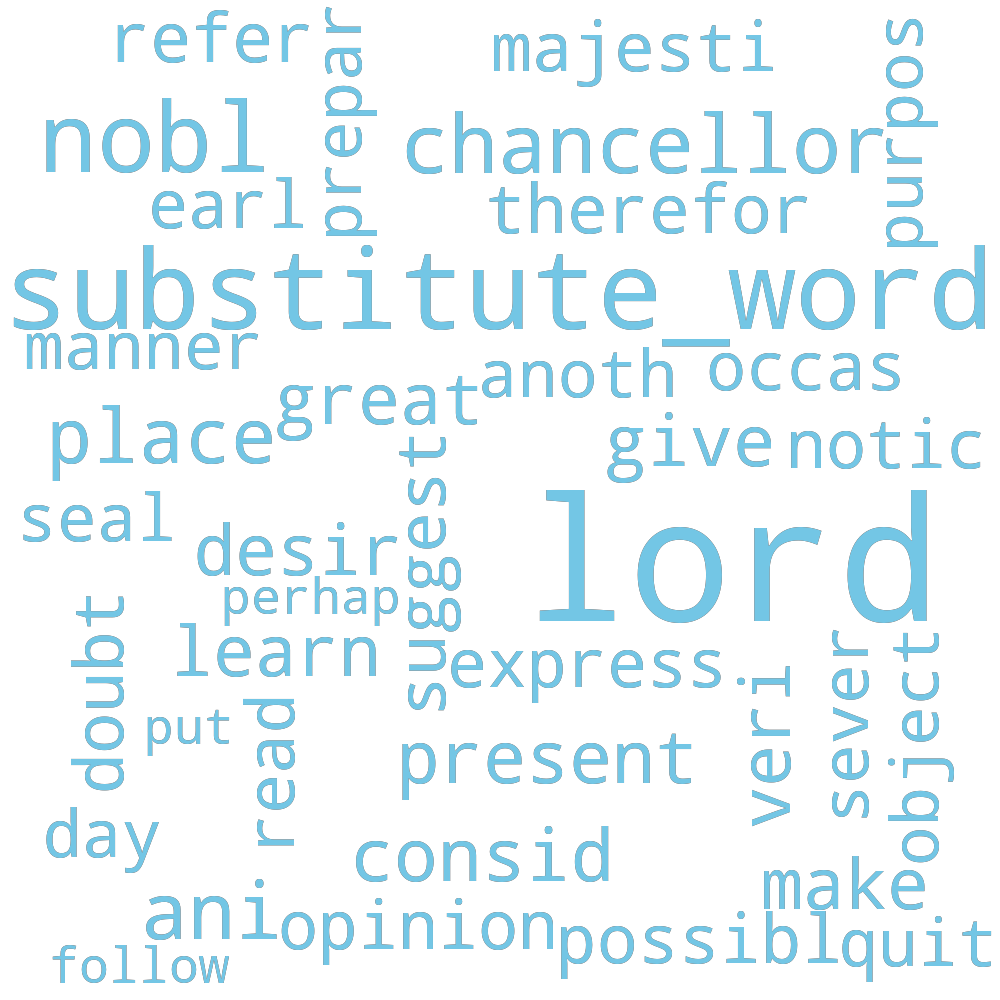 refer
prepar
majesti
purpos
nobl
chancellor
earl
therefor
substitute_word
manner
anoth
occas
great
place
give
notic
suggest
seal
lord
desir
perhap
doubt
learn
express
sever
object
veri
put
read
present
day
consid
make
ani
opinion
possibl
quit
follow